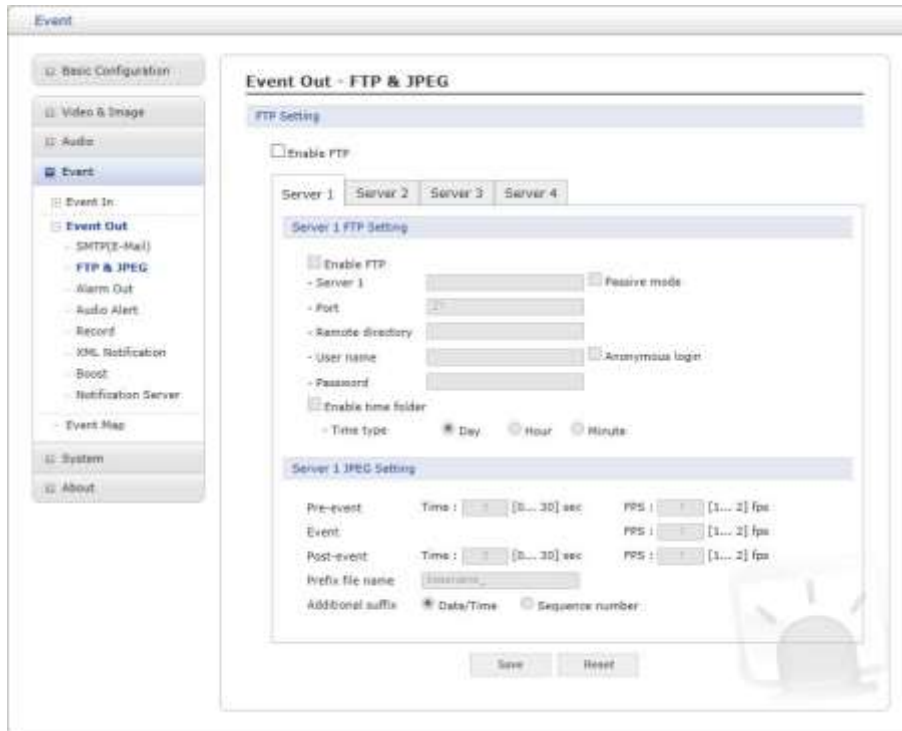 Event
Basic Configuration
Video & Image
Audio
Event
Event In
Event Out
- SMTP(E-Mail)
- FTP & JPEG
- Alarm Out
- Audio Alert
- Record
- XML Notification
- Boost
- Notification Server
- Event Map
System
About
Event Out - FTP & JPEG
FTP Setting
Enable FTP
Server 1 Server 2 Server 3 Server 4
Server 1 FTP Setting
Enable FTP
- Server 1 Passive mode
- Port 21
- Remote directory
- User name Anonymous login
- Password
Enable time folder
- Time type Day Hour Minute
Server 1 JPEG Setting
Pre-event Time : [0... 30] sec FPS : [1... 2] fps
Event FPS : [1... 2] fps
Post-event Time : [0... 30] sec FPS : [1... 2] fps
Prefix file name
Additional suffix Date/Time Sequence number
Save Reset